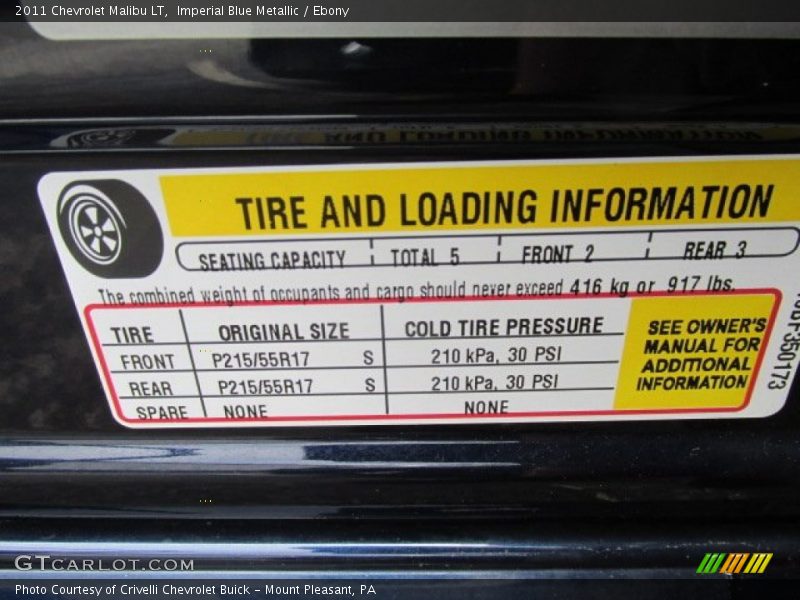 2011 Chevrolet Malibu LT, Imperial Blue Metallic / Ebony
TIRE AND LOADING INFORMATION
SEATING CAPACITY TOTAL 5 FRONT 2 REAR 3
The combined weight of occupants and cargo should never exceed 416 kg or 917 lbs.
TIRE ORIGINAL SIZE COLD TIRE PRESSURE
FRONT P215/55R17 S 210 kPa, 30 PSI
REAR P215/55R17 S 210 kPa, 30 PSI
SPARE NONE NONE
SEE OWNER'S
MANUAL FOR
ADDITIONAL
INFORMATION
GTCARLOT.COM
Photo Courtesy of Crivelli Chevrolet Buick - Mount Pleasant, PA